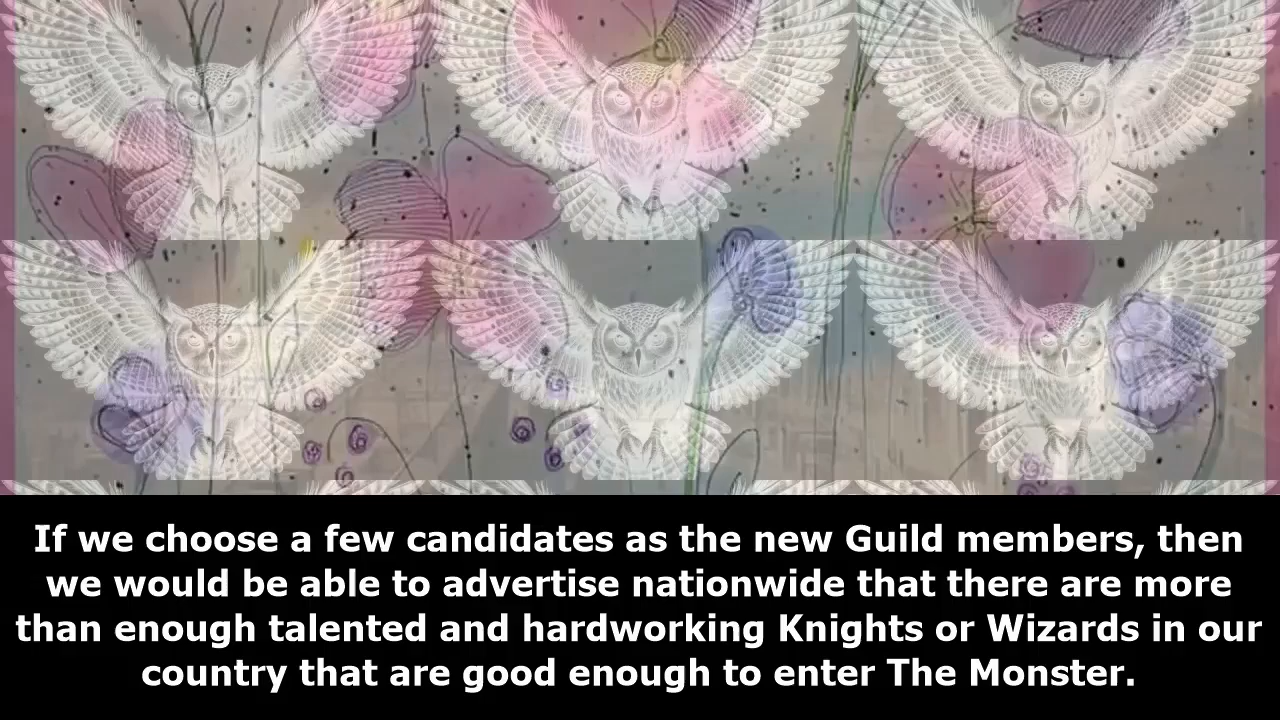 If we choose a few candidates as the new Guild members, then
we would be able to advertise nationwide that there are more
than enough talented and hardworking Knights or Wizards in our
country that are good enough to enter The Monster.